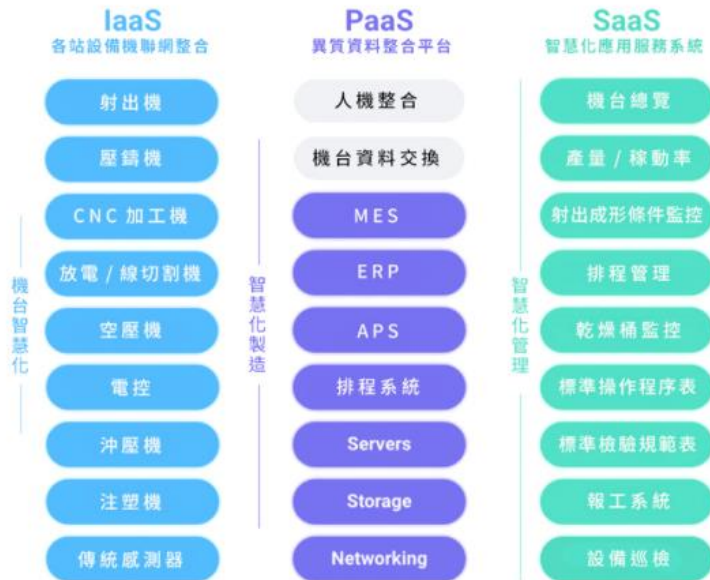 IaaS
各站設備機聯網整合
機台智慧化
射出機
壓鑄機
CNC 加工機
放電 / 線切割機
空壓機
電控
沖壓機
注塑機
傳統感測器
PaaS
異質資料整合平台
智慧化製造
人機整合
機台資料交換
MES
ERP
APS
排程系統
Servers
Storage
Networking
SaaS
智慧化應用服務系統
智慧化管理
機台總覽
產量 / 稼動率
射出成形條件監控
排程管理
乾燥桶監控
標準操作程序表
標準檢驗規範表
報工系統
設備巡檢